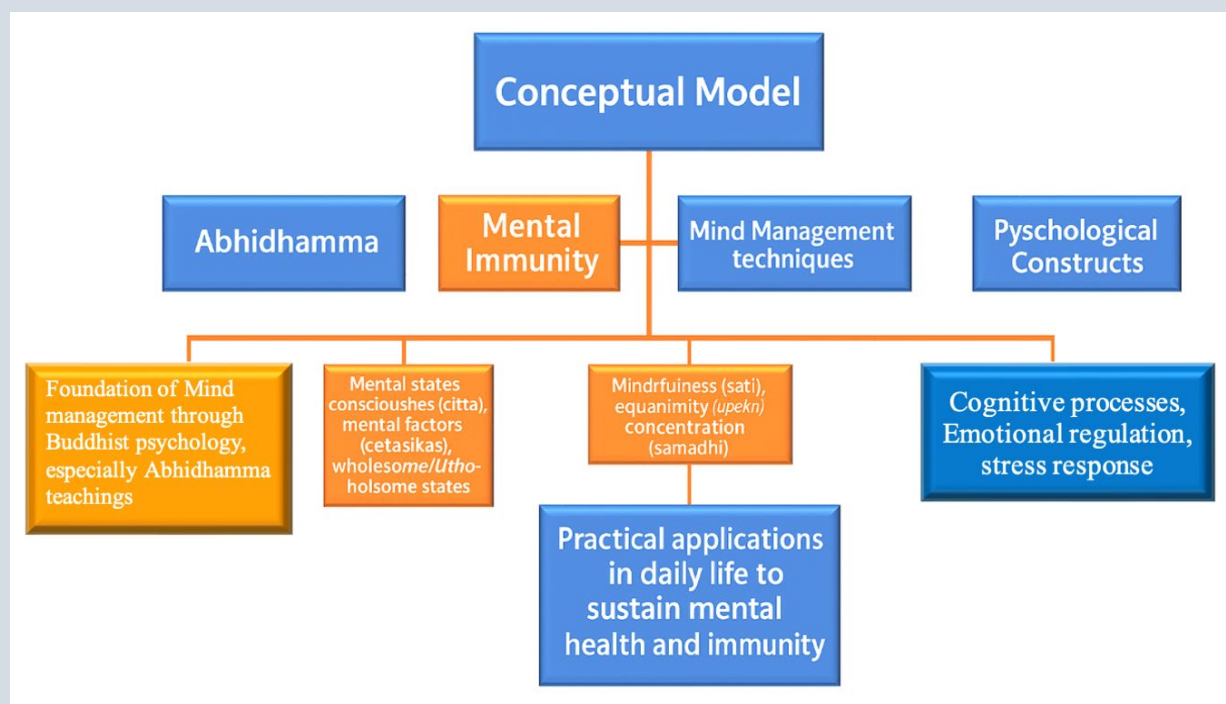 Conceptual Model
Abhidhamma
Mental
Immunity
Mind Management
techniques
Pyschological
Constructs
Foundation of Mind
management through
Buddhist psychology,
especially Abhidhamma
teachings
Mental states
conscioushes (citta),
mental factors
(cetasikas),
wholesome/Utho-
holsome states
Mindrfuiness (sati),
equanimity (upekn)
concentration
(samadhi)
Cognitive processes,
Emotional regulation,
stress response
Practical applications
in daily life to
sustain mental
health and immunity